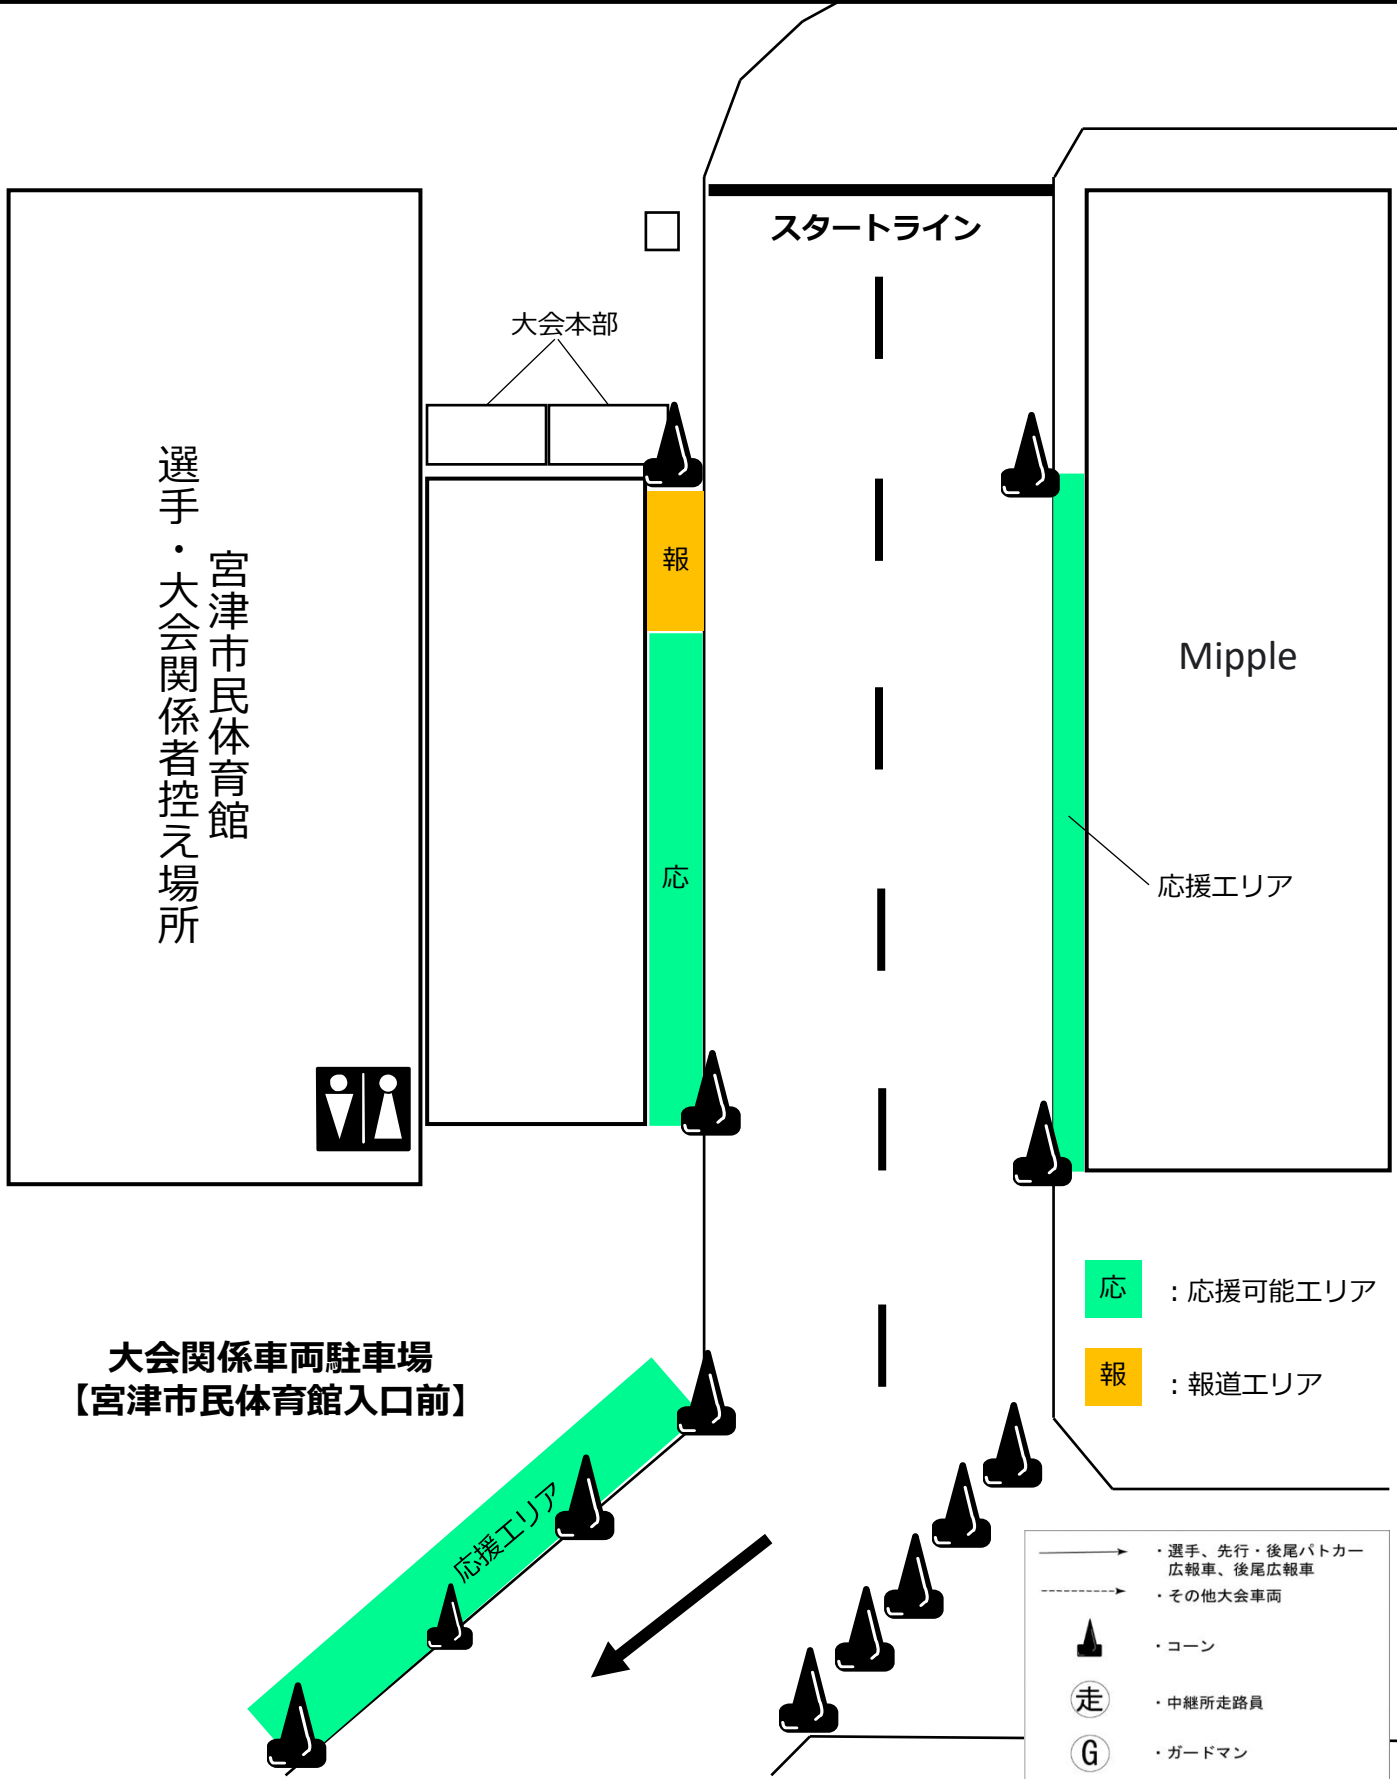 スタートライン
大会本部
宮津市民体育館
選手・大会関係者控え場所
報
応
Mipple
応援エリア
応 ：応援可能エリア
報 ：報道エリア
大会関係車両駐車場
【宮津市民体育館入口前】
応援エリア
・選手、先行・後尾パトカー
広報車、後尾広報車
・その他大会車両
・コーン
走 ・中継所走路員
G ・ガードマン